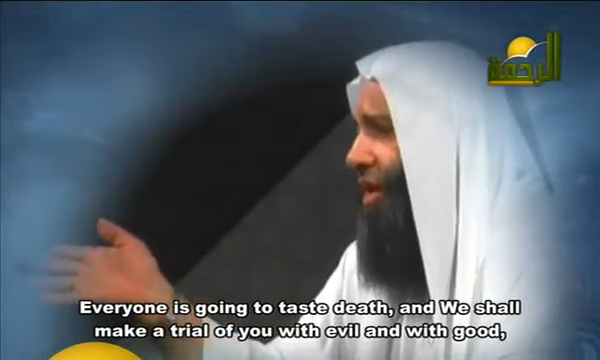 الرحمة
Everyone is going to taste death, and We shall
make a trial of you with evil and with good,